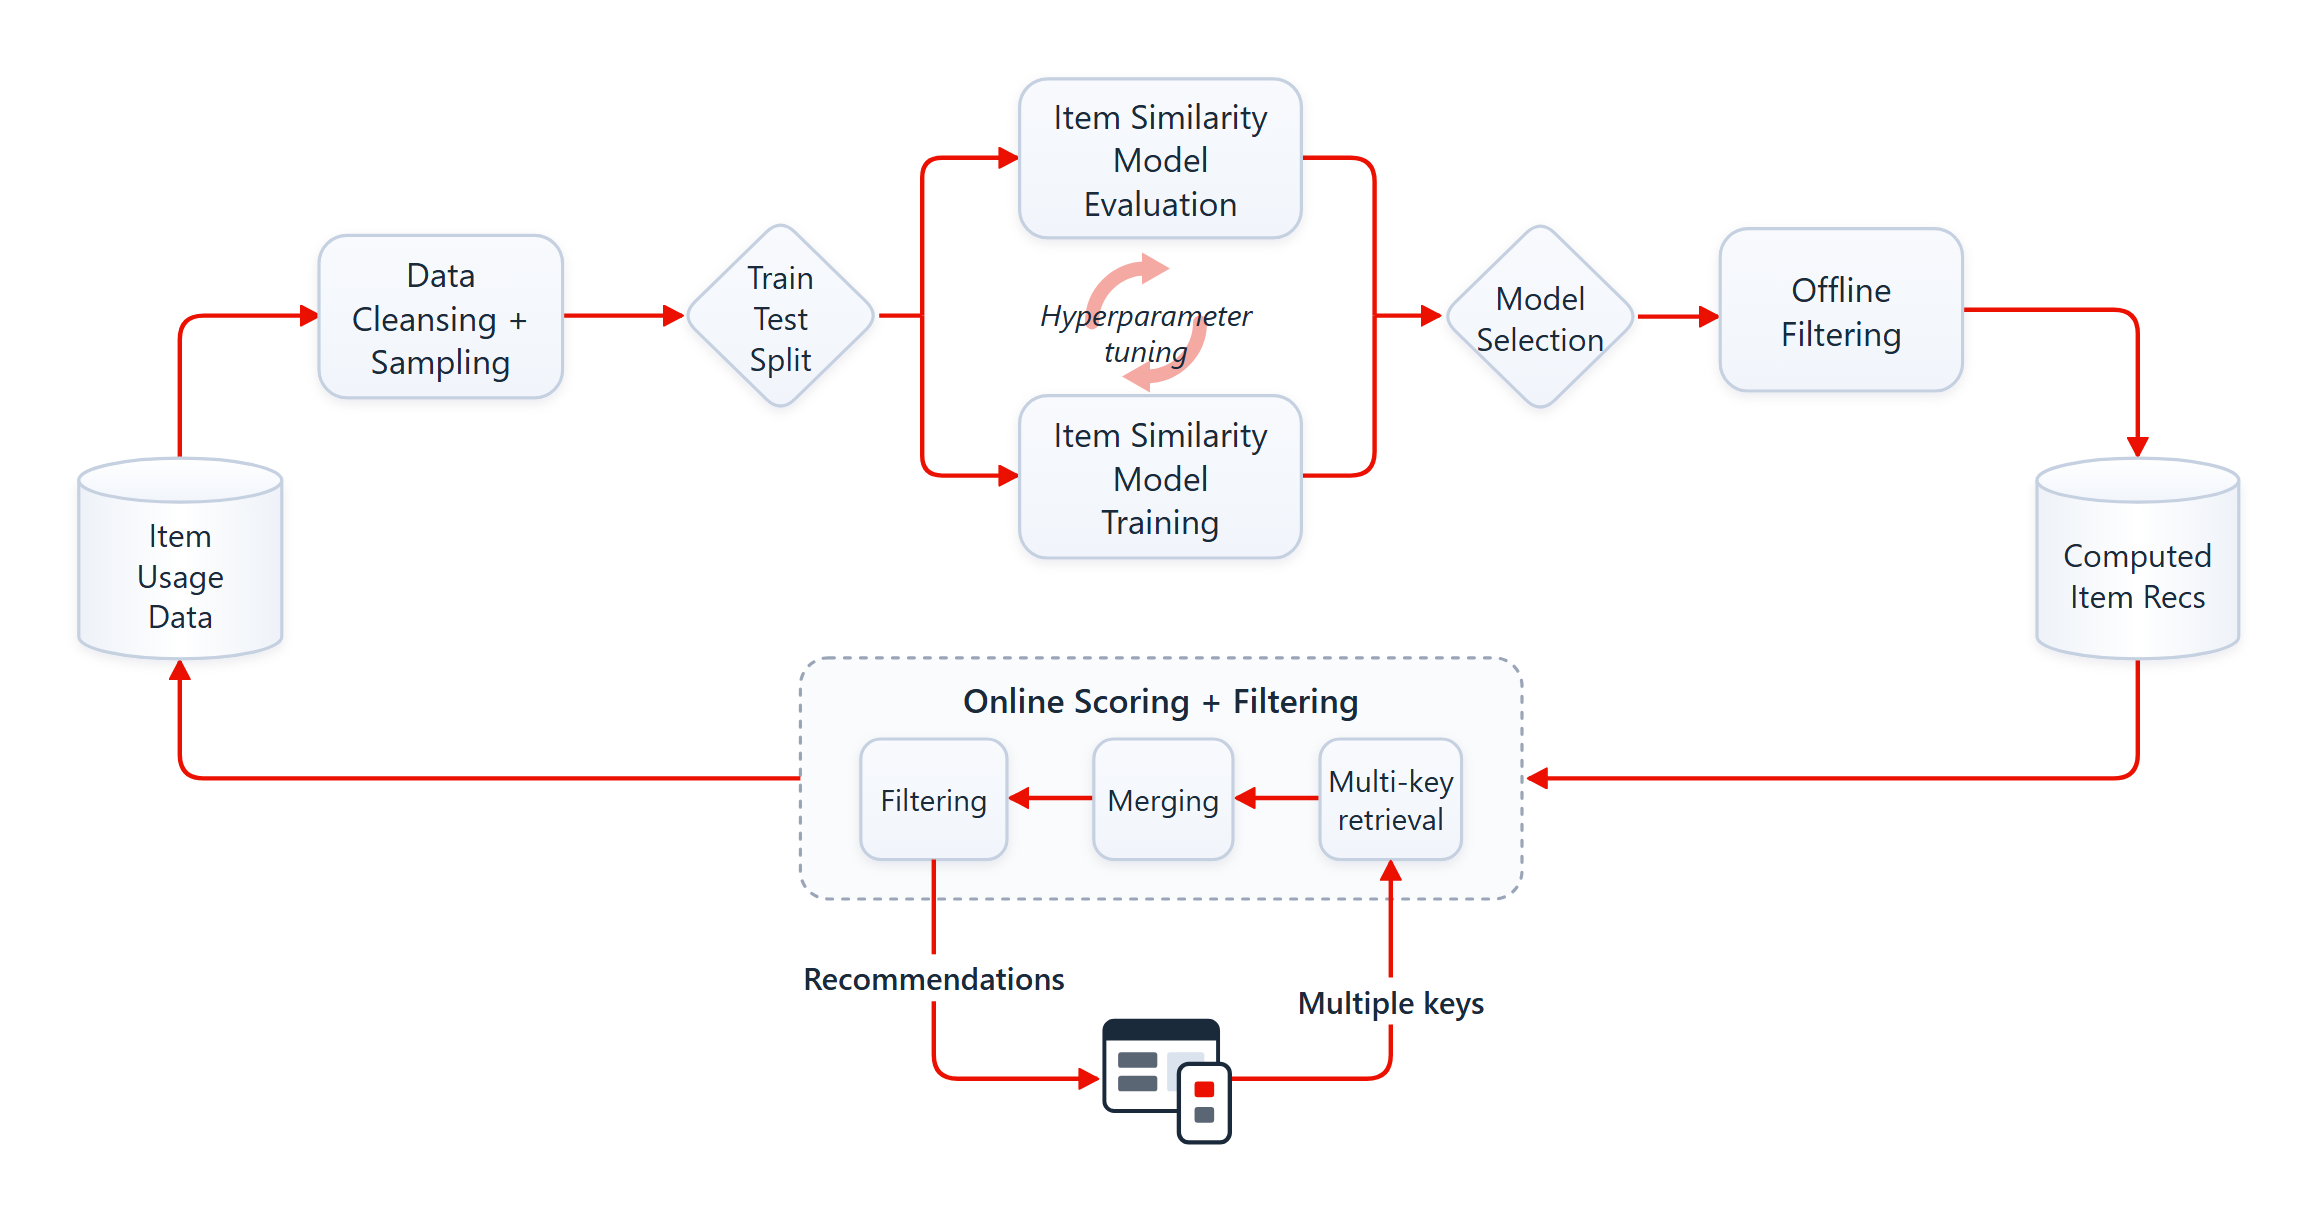 Item Similarity
Model
Evaluation
Data
Cleansing +
Sampling
Train
Test
Split
Hyperparameter
tuning
Model
Selection
Offline
Filtering
Item Similarity
Model
Training
Item
Usage
Data
Computed
Item Recs
Online Scoring + Filtering
Filtering
Merging
Multi-key
retrieval
Recommendations
Multiple keys